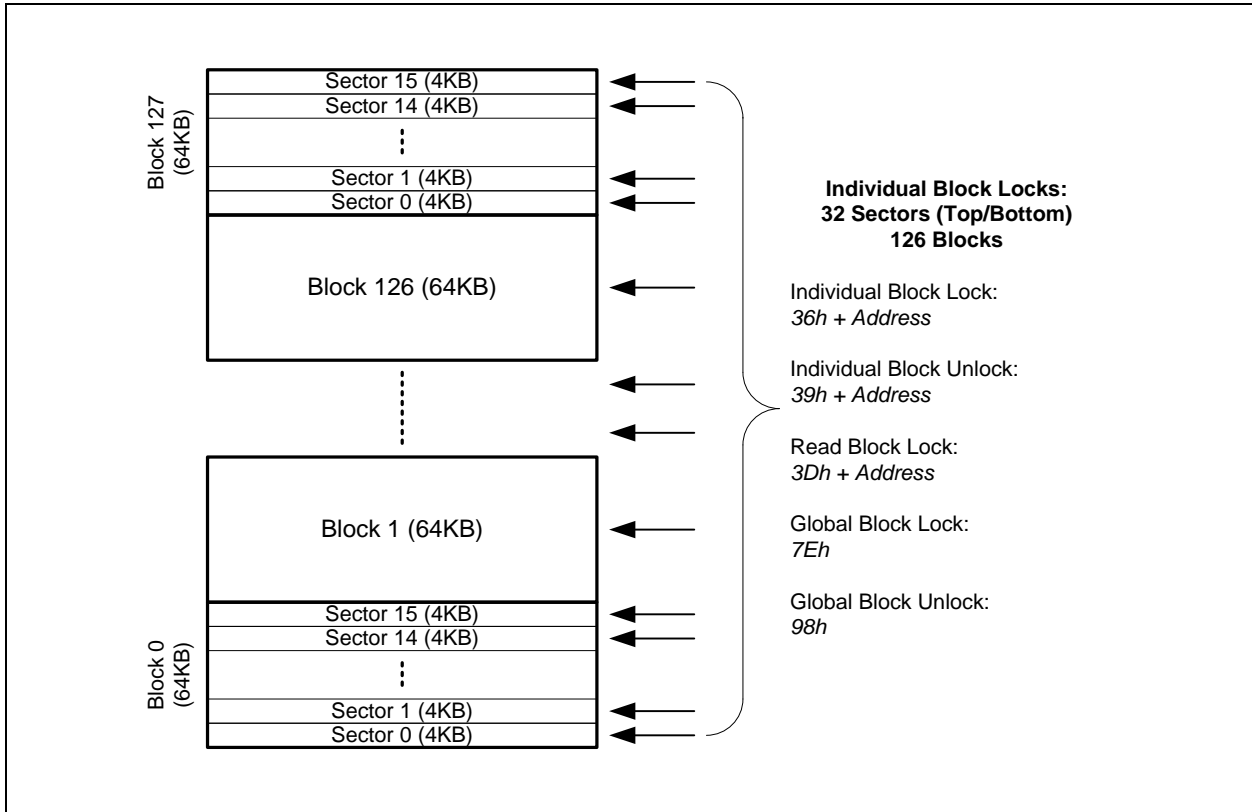 Block 127
(64KB)
Sector 15 (4KB)
Sector 14 (4KB)
Sector 1 (4KB)
Sector 0 (4KB)
Block 126 (64KB)
Block 1 (64KB)
Block 0
(64KB)
Sector 15 (4KB)
Sector 14 (4KB)
Sector 1 (4KB)
Sector 0 (4KB)
Individual Block Locks:
32 Sectors (Top/Bottom)
126 Blocks
Individual Block Lock:
36h + Address
Individual Block Unlock:
39h + Address
Read Block Lock:
3Dh + Address
Global Block Lock:
7Eh
Global Block Unlock:
98h